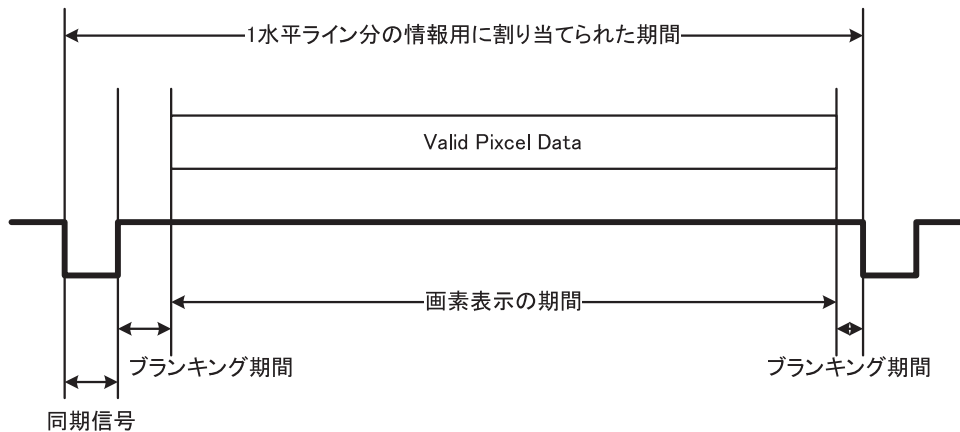 1水平ライン分の情報用に割り当てられた期間
Valid Pixcel Data
画素表示の期間
ブランキング期間
ブランキング期間
同期信号